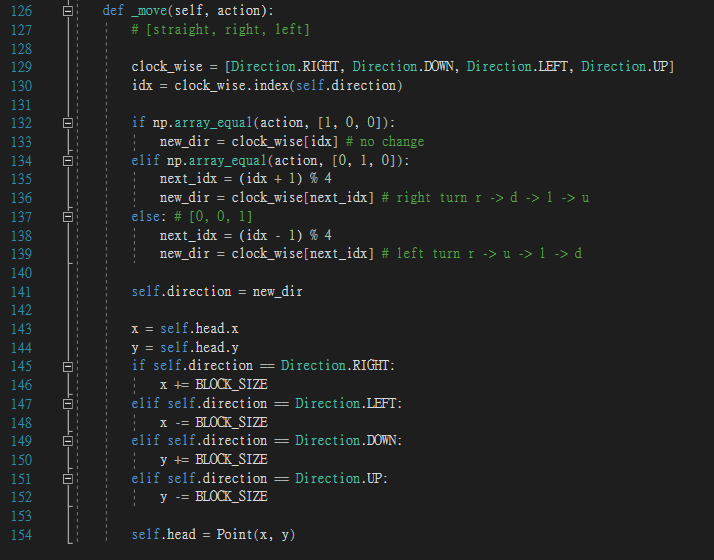 126 def _move(self, action):
127 # [straight, right, left]
128
129 clock_wise = [Direction.RIGHT, Direction.DOWN, Direction.LEFT, Direction.UP]
130 idx = clock_wise.index(self.direction)
131
132 if np.array_equal(action, [1, 0, 0]):
133 new_dir = clock_wise[idx] # no change
134 elif np.array_equal(action, [0, 1, 0]):
135 next_idx = (idx + 1) % 4
136 new_dir = clock_wise[next_idx] # right turn r -> d -> l -> u
137 else: # [0, 0, 1]
138 next_idx = (idx - 1) % 4
139 new_dir = clock_wise[next_idx] # left turn r -> u -> l -> d
140
141 self.direction = new_dir
142
143 x = self.head.x
144 y = self.head.y
145 if self.direction == Direction.RIGHT:
146 x += BLOCK_SIZE
147 elif self.direction == Direction.LEFT:
148 x -= BLOCK_SIZE
149 elif self.direction == Direction.DOWN:
150 y += BLOCK_SIZE
151 elif self.direction == Direction.UP:
152 y -= BLOCK_SIZE
153
154 self.head = Point(x, y)